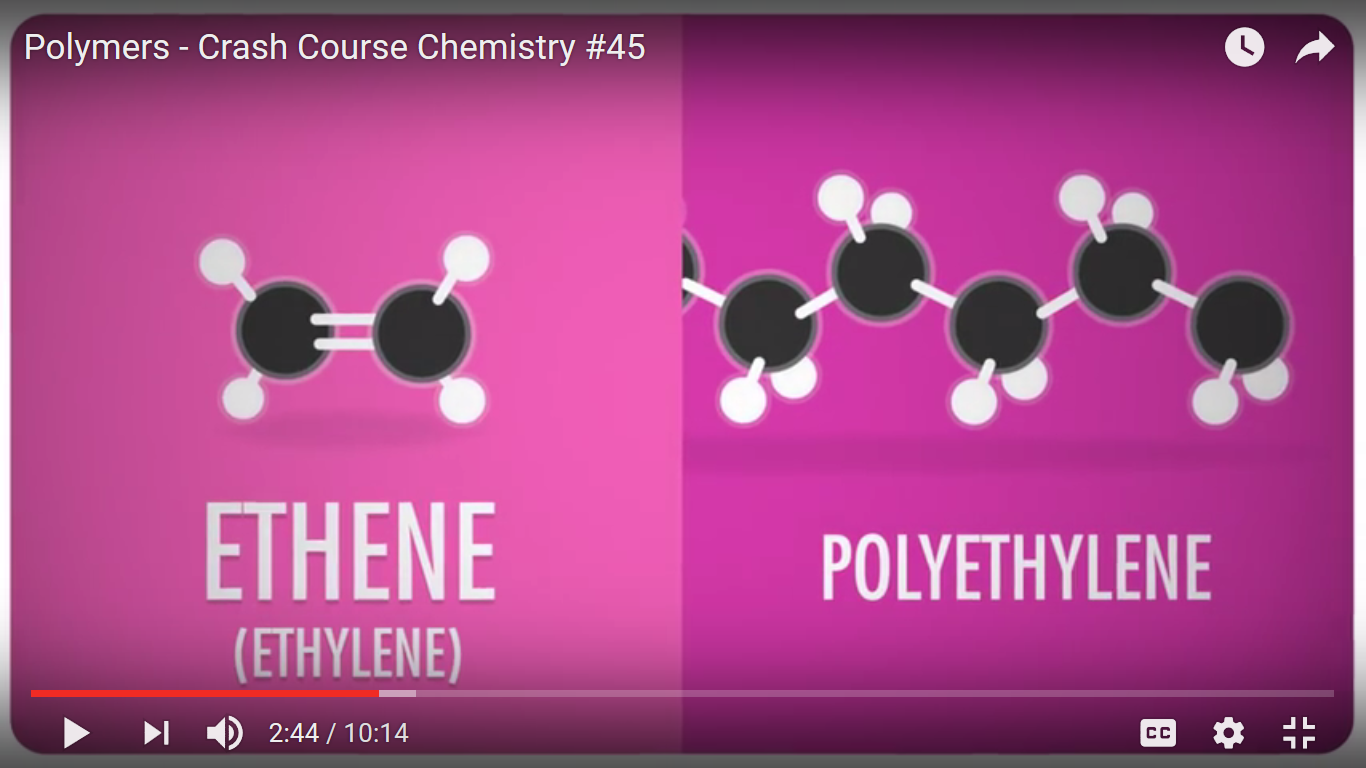 Polymers - Crash Course Chemistry #45
ETHENE
(ETHYLENE)
POLYETHYLENE
2:44 / 10:14
CC